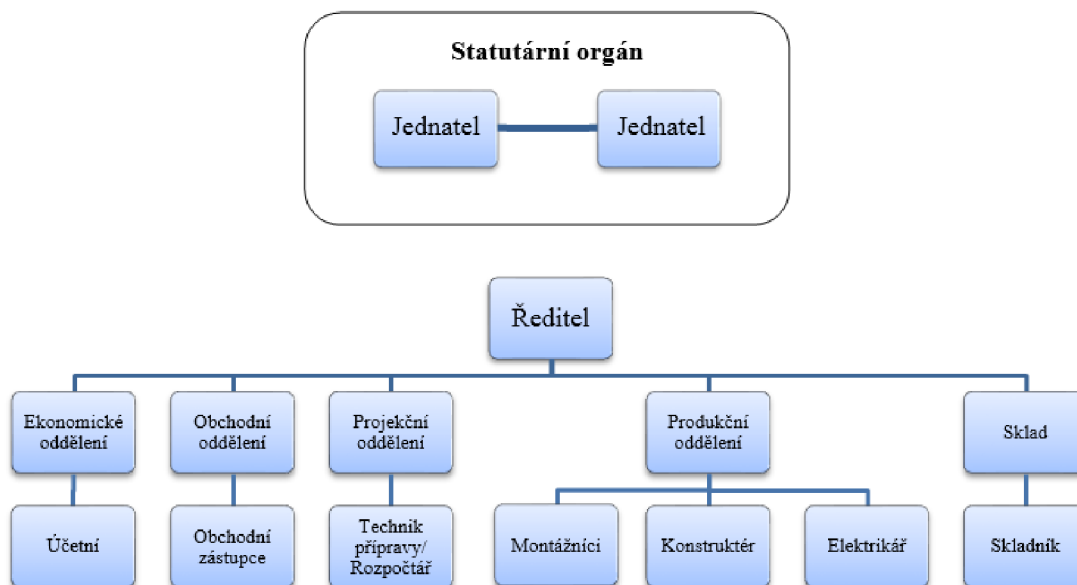 Statutární orgán
Jednatel
Jednatel
Ředitel
Ekonomické
oddělení
Obchodní
oddělení
Projekční
oddělení
Produkční
oddělení
Sklad
Účetní
Obchodní
zástupce
Technik
přípravy/
Rozpočtář
Montážníci
Konstruktér
Elektrikář
Skladník